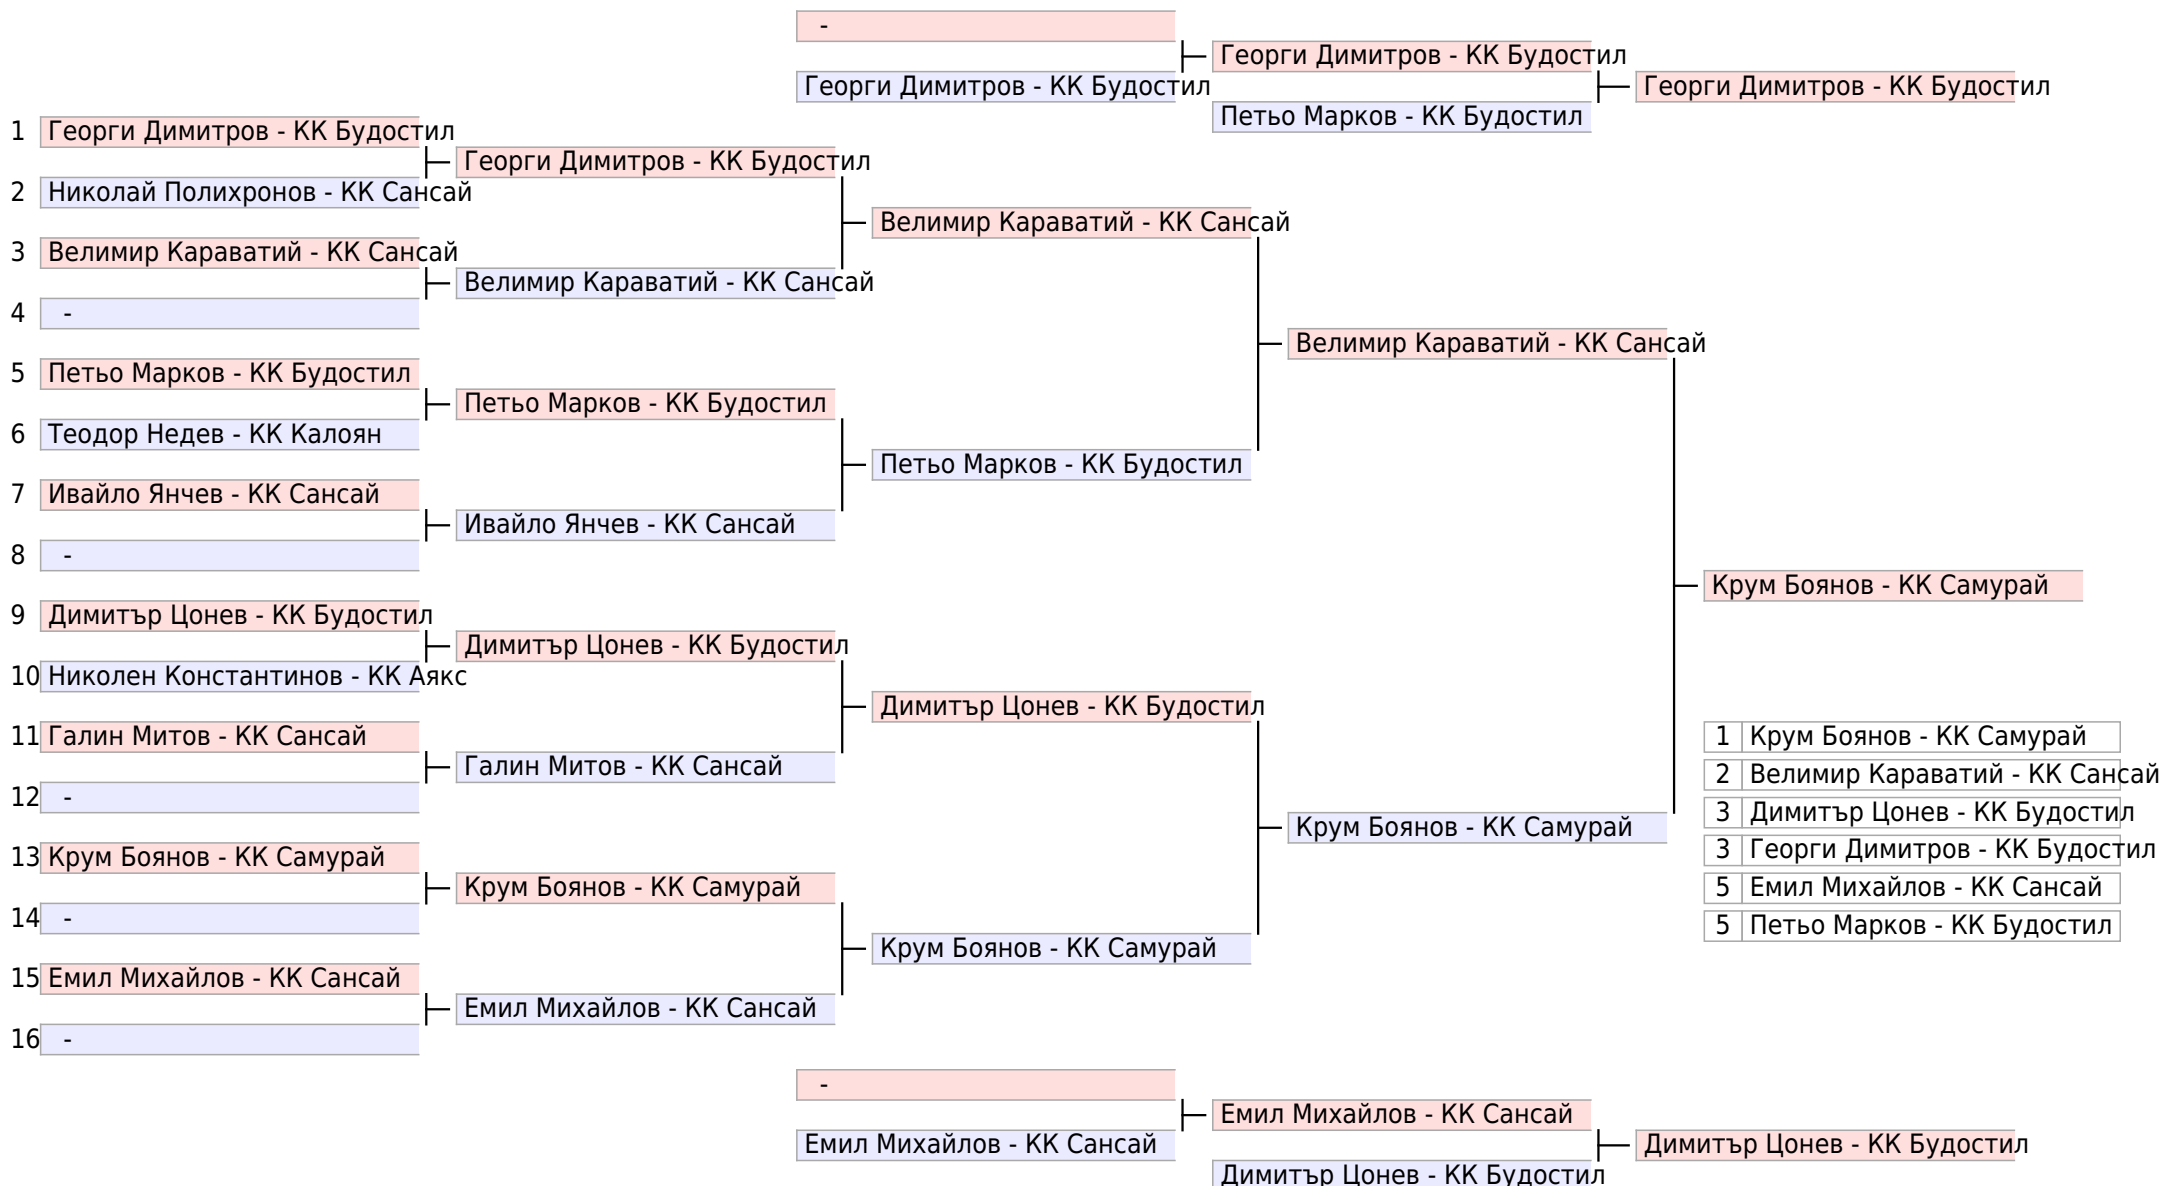 -
Георги Димитров - КК Будостил
Георги Димитров - КК Будостил
Георги Димитров - КК Будостил
Петьо Марков - КК Будостил
1 Георги Димитров - КК Будостил
Георги Димитров - КК Будостил
2 Николай Полихронов - КК Сансай
Велимир Караватий - КК Сансай
3 Велимир Караватий - КК Сансай
Велимир Караватий - КК Сансай
4 -
Велимир Караватий - КК Сансай
5 Петьо Марков - КК Будостил
Петьо Марков - КК Будостил
6 Теодор Недев - КК Калоян
Петьо Марков - КК Будостил
7 Ивайло Янчев - КК Сансай
Ивайло Янчев - КК Сансай
8 -
Крум Боянов - КК Самурай
9 Димитър Цонев - КК Будостил
Димитър Цонев - КК Будостил
10 Николен Константинов - КК Аякс
Димитър Цонев - КК Будостил
11 Галин Митов - КК Сансай
Галин Митов - КК Сансай
12 -
Крум Боянов - КК Самурай
13 Крум Боянов - КК Самурай
Крум Боянов - КК Самурай
14 -
Крум Боянов - КК Самурай
15 Емил Михайлов - КК Сансай
Емил Михайлов - КК Сансай
16 -
1 Крум Боянов - КК Самурай
2 Велимир Караватий - КК Сансай
3 Димитър Цонев - КК Будостил
3 Георги Димитров - КК Будостил
5 Емил Михайлов - КК Сансай
5 Петьо Марков - КК Будостил
-
Емил Михайлов - КК Сансай
Емил Михайлов - КК Сансай
Димитър Цонев - КК Будостил
Димитър Цонев - КК Будостил